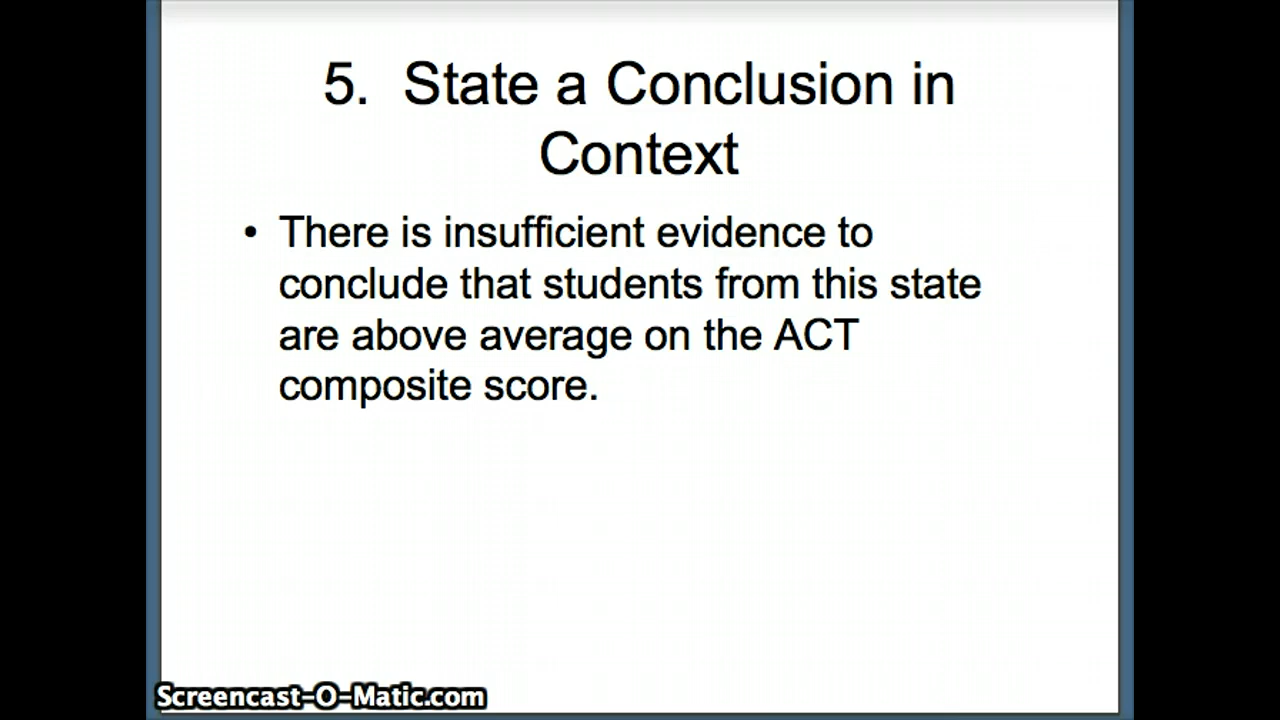 5.  State a Conclusion in
Context
• There is insufficient evidence to
conclude that students from this state
are above average on the ACT
composite score.
Screencast-O-Matic.com